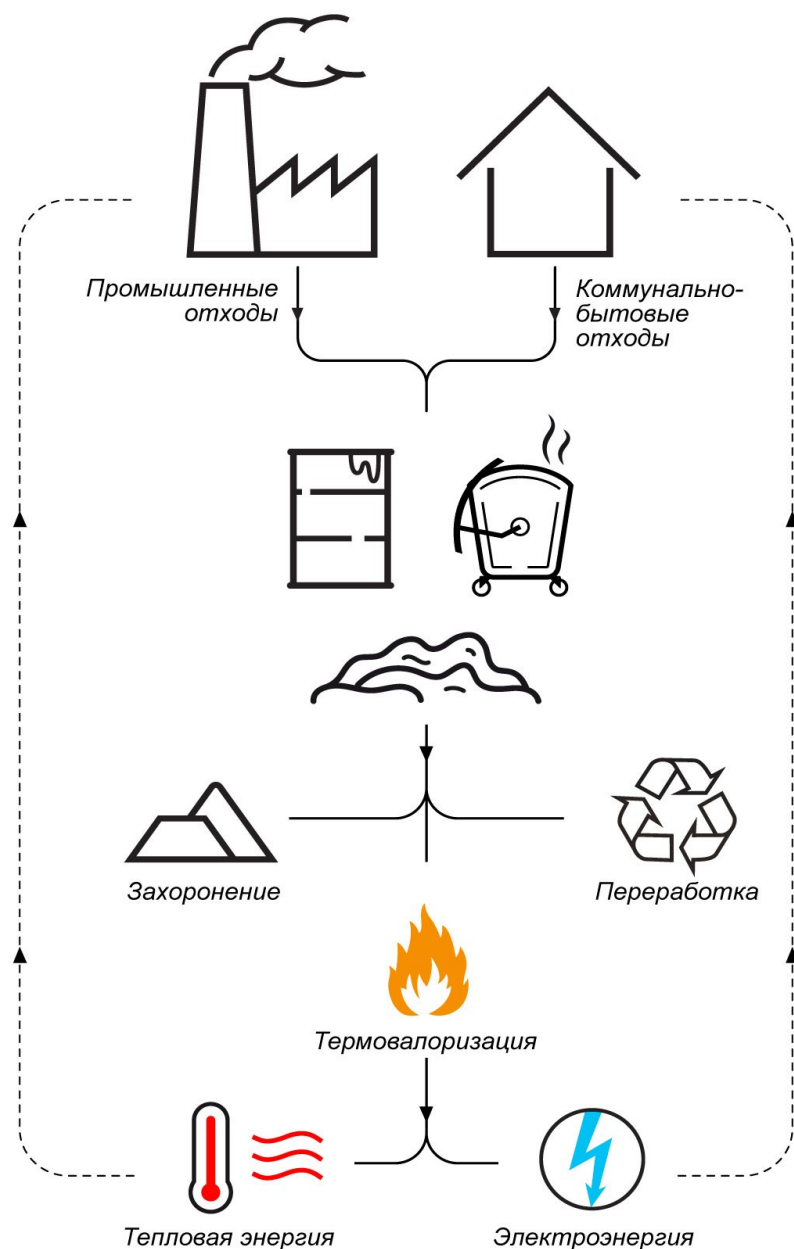 Промышленные
отходы
Коммунально-
бытовые
отходы
Захоронение
Переработка
Термовалоризация
Тепловая энергия
Электроэнергия